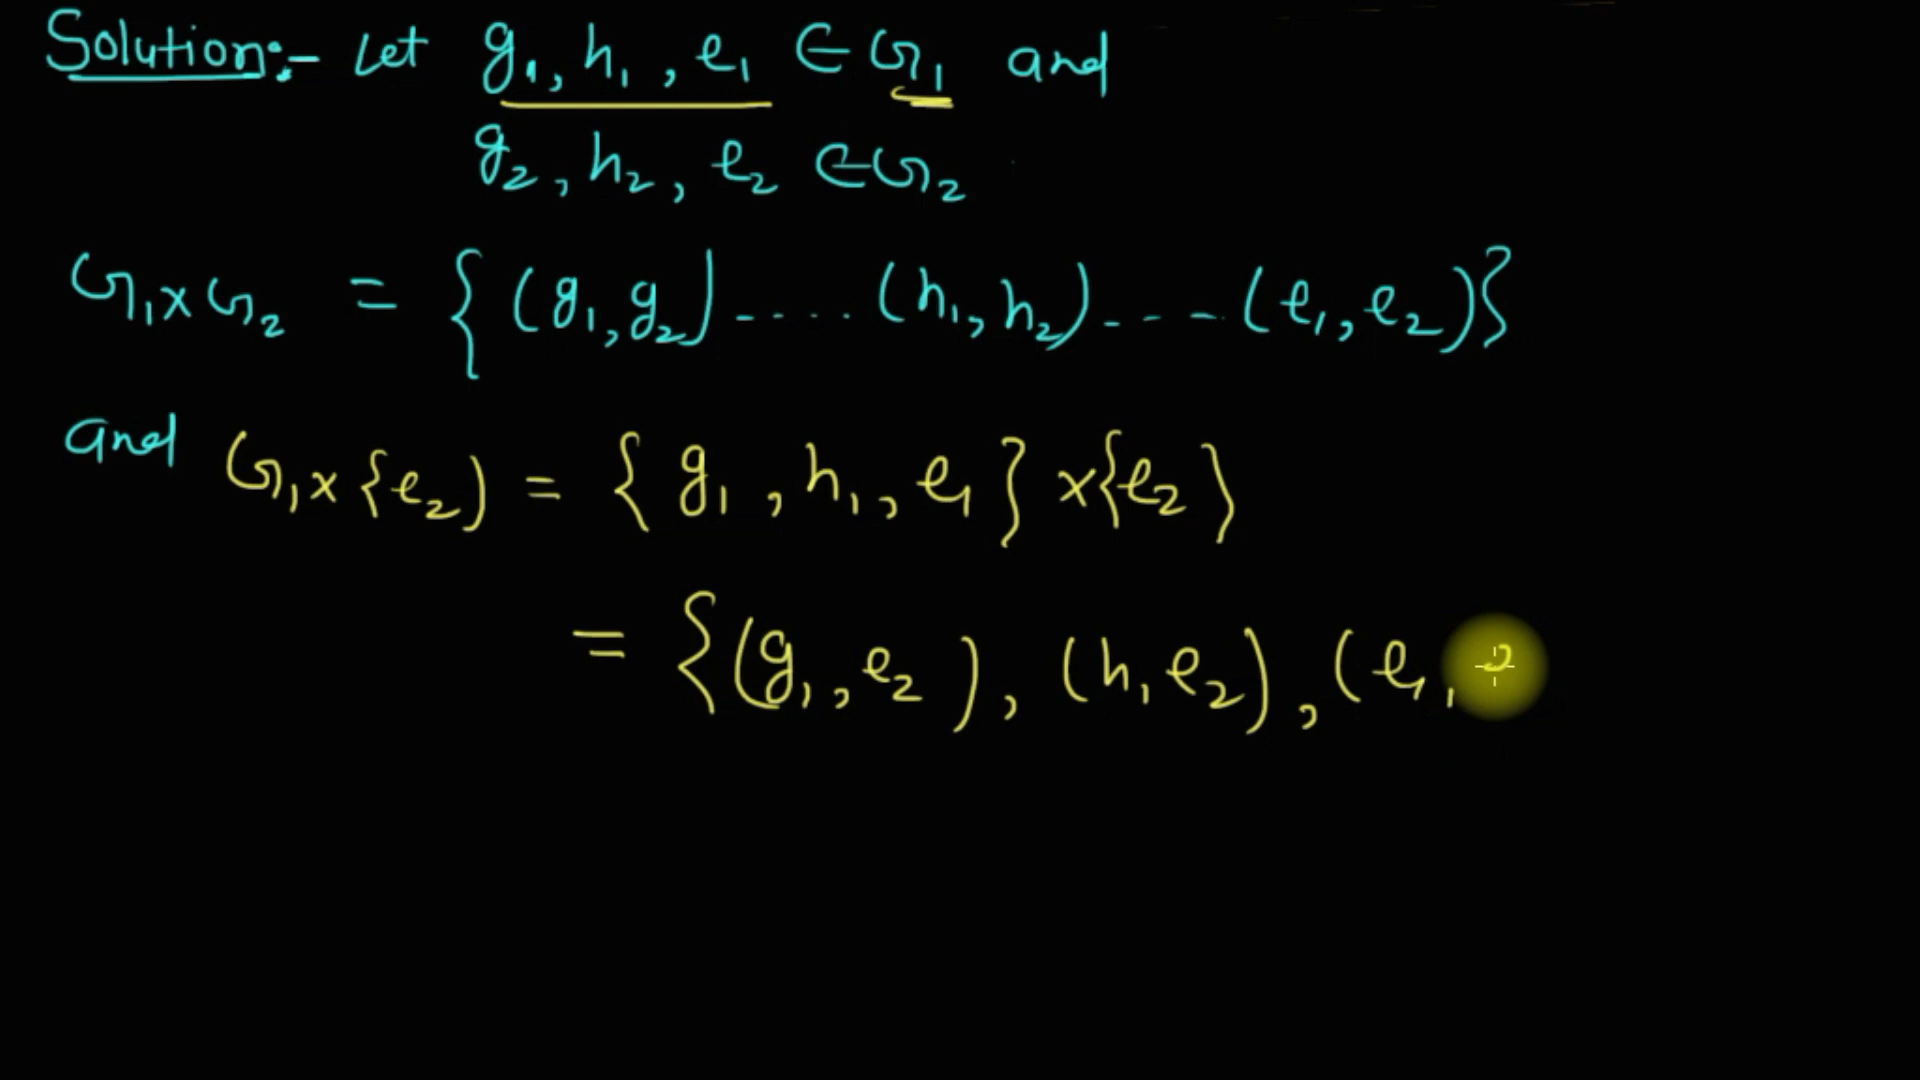 Solution:- Let g₁, h₁, e₁ ∈ G₁ and
g₂, h₂, e₂ ∈ G₂
G₁ x G₂ = { (g₁, g₂) - .... (h₁, h₂) - - - - (e₁, e₂) }
and G₁ x {e₂) = { g₁ , h₁, e₁ } x {e₂ }
= { (g₁, e₂ ), (h₁ e₂), (e₁,